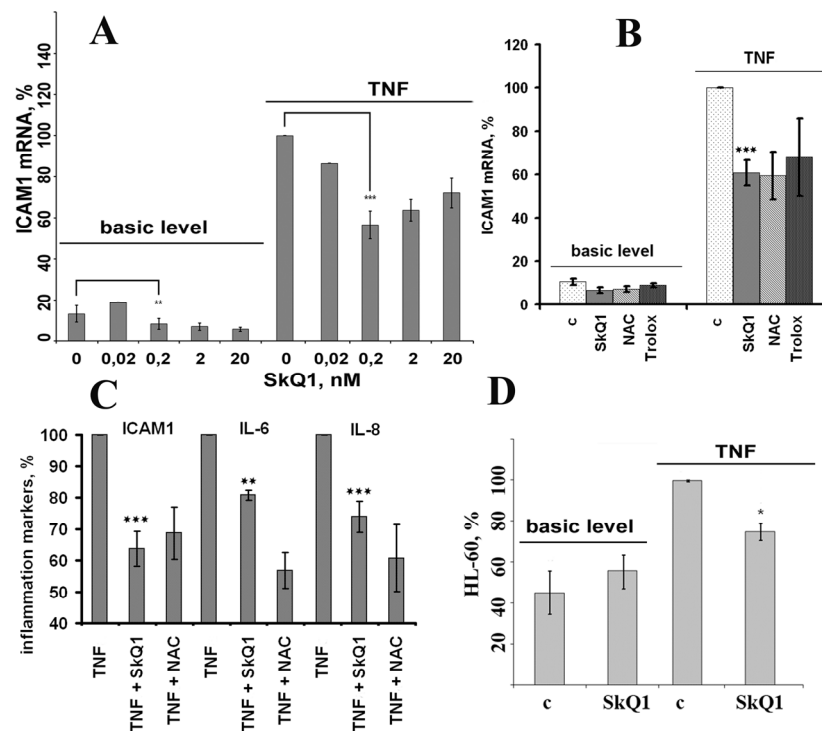 A
ICAM1 mRNA, %
160
140
120
100
80
60
40
20
0
basic level
TNF
**
***
0 0,02 0,2 2 20 0 0,02 0,2 2 20
SkQ1, nM
B
ICAM1 mRNA, %
120
100
80
60
40
20
0
basic level
TNF
***
c SkQ1 NAC Trolox c SkQ1 NAC Trolox
C
inflammation markers, %
100
90
80
70
60
50
40
ICAM1 IL-6 IL-8
*** ** ***
TNF TNF + SkQ1 TNF + NAC TNF TNF + SkQ1 TNF + NAC TNF TNF + SkQ1 TNF + NAC
D
HL-60, %
100
80
60
40
20
basic level
TNF
*
c SkQ1 c SkQ1